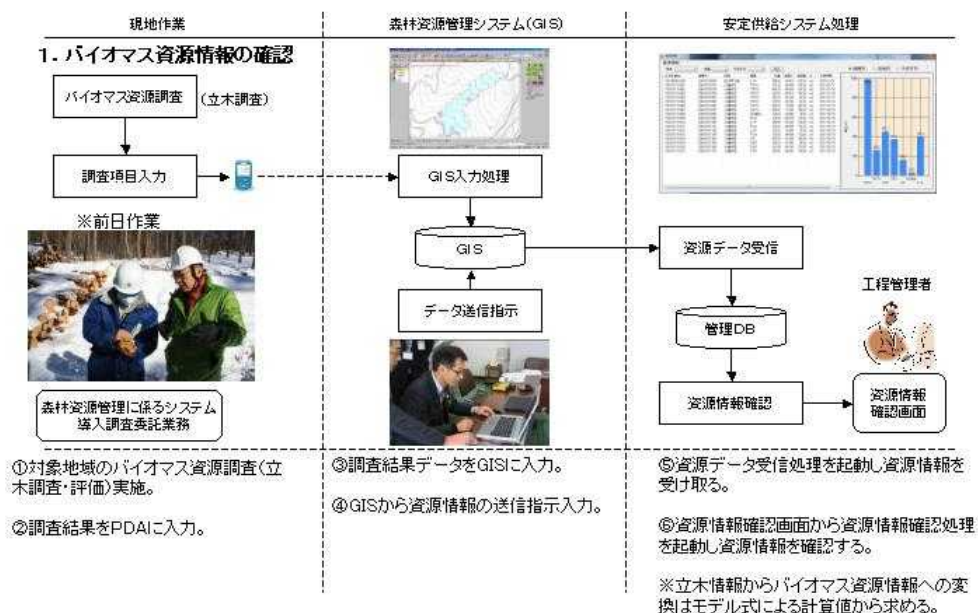 現地作業
森林資源管理システム(GIS)
安定供給システム処理
1. バイオマス資源情報の確認
バイオマス資源調査
(立木調査)
調査項目入力
※前日作業
森林資源管理に係るシステム
導入調査委託業務
GIS入力処理
GIS
データ送信指示
資源データ受信
管理DB
資源情報確認
工程管理者
資源情報
確認画面
①対象地域のバイオマス資源調査(立
木調査・評価)実施。
②調査結果をPDAに入力。
③調査結果データをGISに入力。
④GISから資源情報の送信指示入力。
⑤資源データ受信処理を起動し資源情報を
受け取る。
⑥資源情報確認画面から資源情報確認処理
を起動し資源情報を確認する。
※立木情報からバイオマス資源情報への変
換はモデル式による計算値から求める。